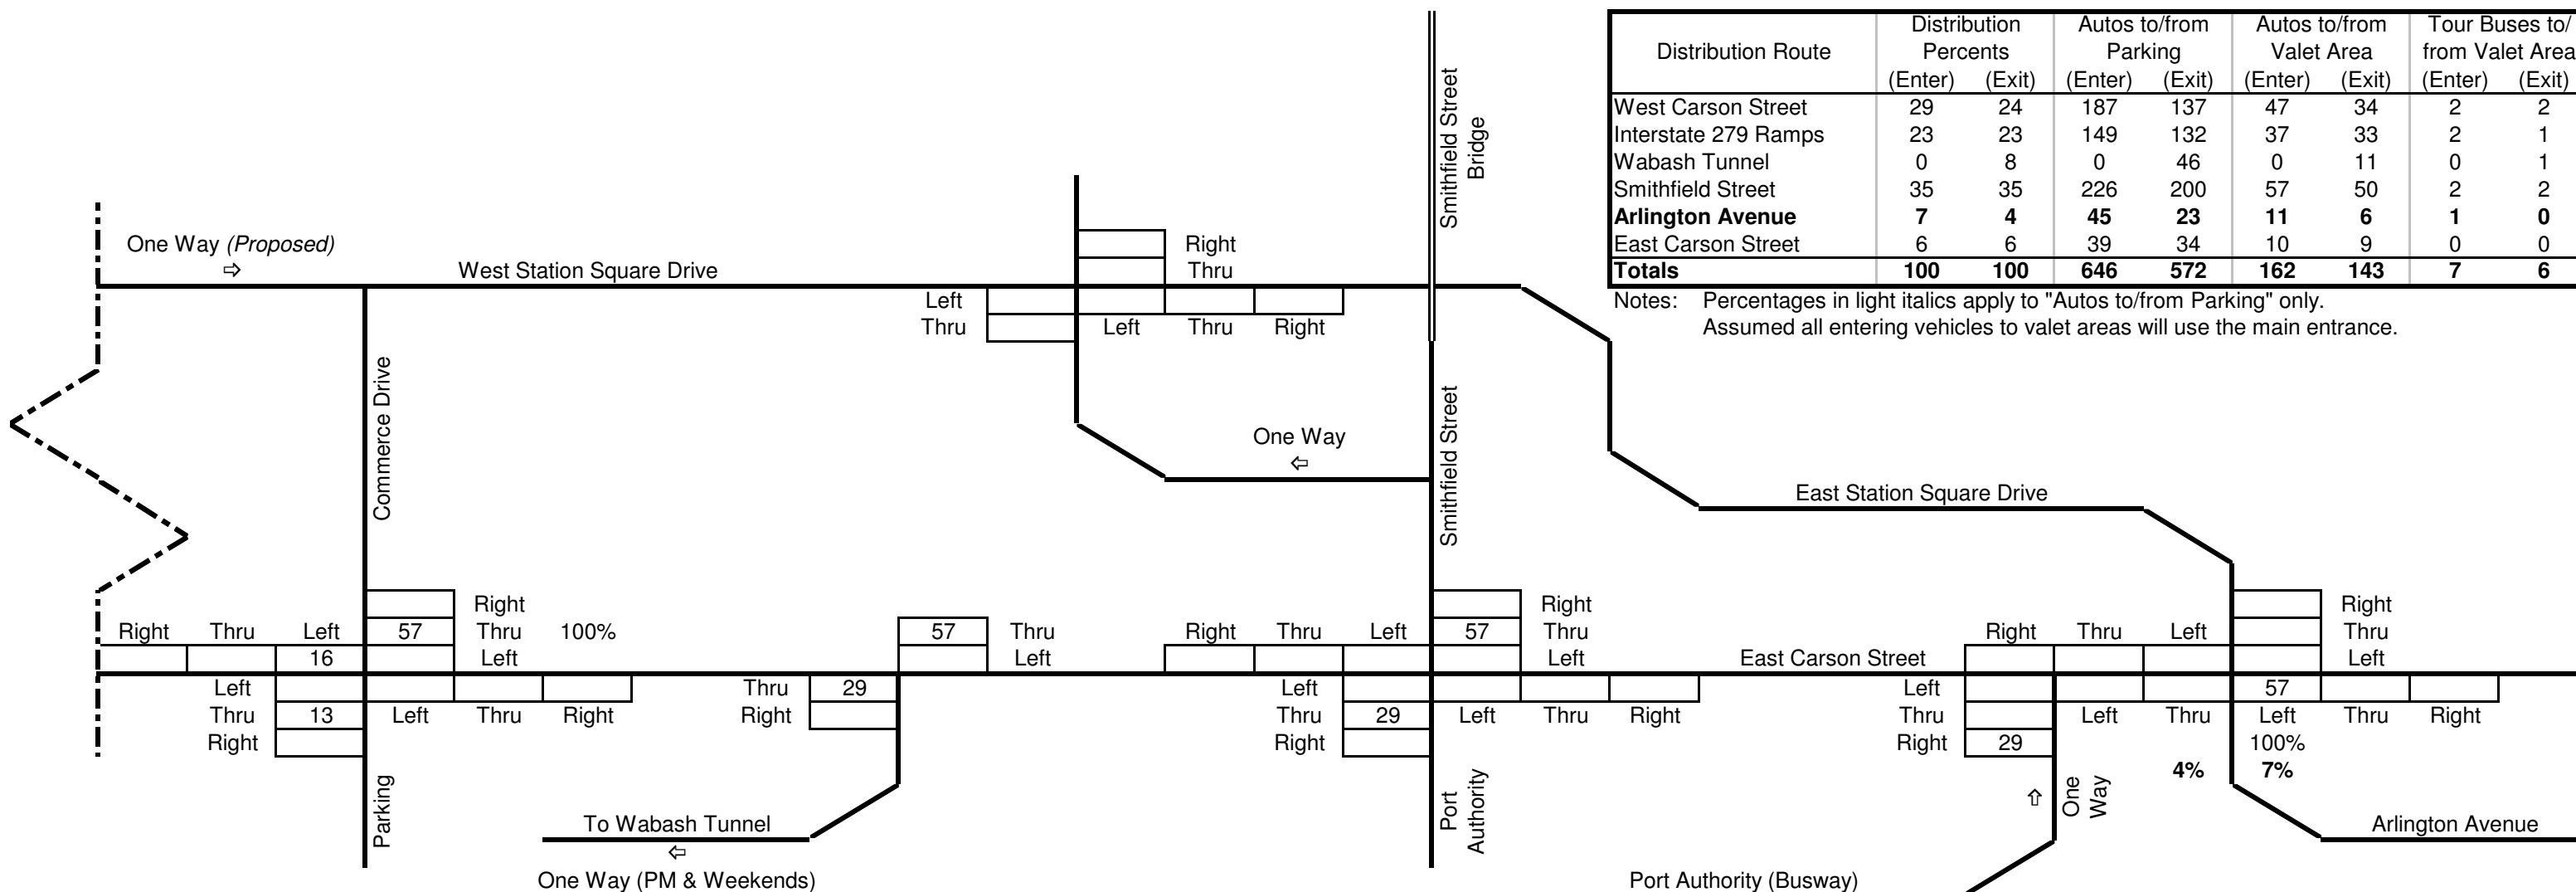 Distribution Route
Distribution Percents
Autos to/from Parking
Autos to/from Valet Area
Tour Buses to/ from Valet Area
(Enter) (Exit) (Enter) (Exit) (Enter) (Exit) (Enter) (Exit)
West Carson Street 29 24 187 137 47 34 2 2
Interstate 279 Ramps 23 23 149 132 37 33 2 1
Wabash Tunnel 0 8 0 46 0 11 0 1
Smithfield Street 35 35 226 200 57 50 2 2
Arlington Avenue 7 4 45 23 11 6 1 0
East Carson Street 6 6 39 34 10 9 0 0
Totals 100 100 646 572 162 143 7 6
Notes: Percentages in light italics apply to "Autos to/from Parking" only.
Assumed all entering vehicles to valet areas will use the main entrance.
Smithfield Street
Bridge
One Way (Proposed)
⇨
West Station Square Drive
Right
Thru
Left
Thru
Left Thru Right
Commerce Drive
One Way
⇦
Smithfield Street
East Station Square Drive
Right
Right Thru Left 57 Thru 100%
16 Left
Left
Thru 13 Left Thru Right
Right
Parking
57 Thru
Left
Thru 29
Right
To Wabash Tunnel
⇦
One Way (PM & Weekends)
Right
Right Thru Left 57 Thru
Left
Left
Thru 29 Left Thru Right
Right
Port
Authority
East Carson Street
Right
Right Thru Left Thru
Left
Left 57
Thru Left Thru Left Thru Right
Right 29 100%
4% 7%
⇧
One
Way
Arlington Avenue
Port Authority (Busway)